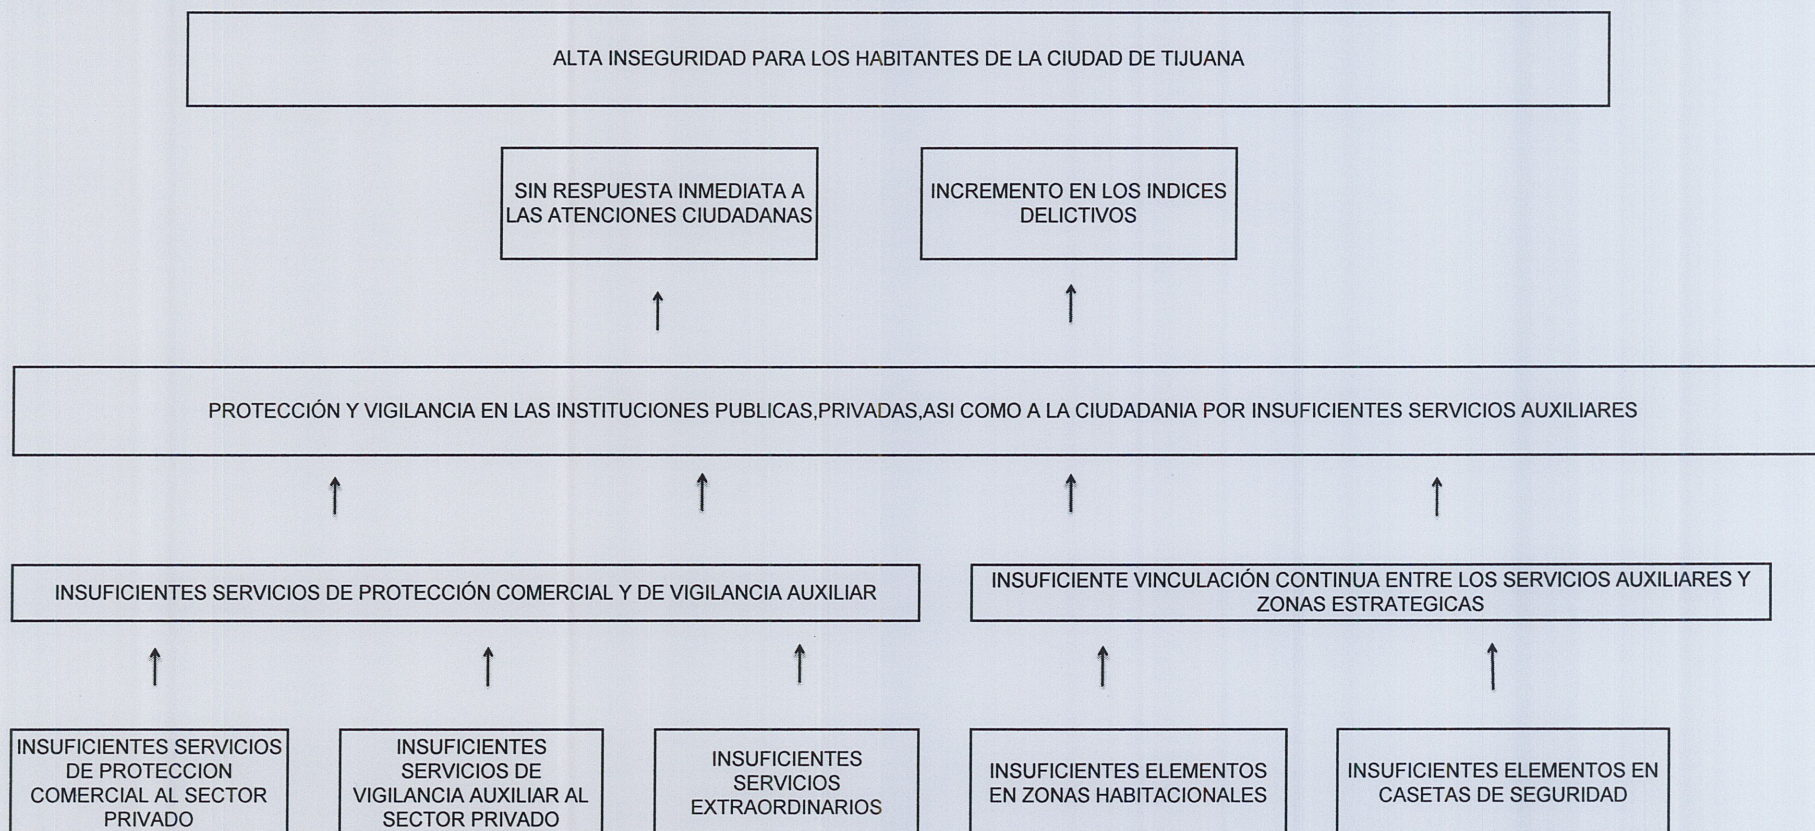 ALTA INSEGURIDAD PARA LOS HABITANTES DE LA CIUDAD DE TIJUANA
SIN RESPUESTA INMEDIATA A
LAS ATENCIONES CIUDADANAS
INCREMENTO EN LOS INDICES
DELICTIVOS
PROTECCIÓN Y VIGILANCIA EN LAS INSTITUCIONES PUBLICAS,PRIVADAS,ASI COMO A LA CIUDADANIA POR INSUFICIENTES SERVICIOS AUXILIARES
INSUFICIENTES SERVICIOS DE PROTECCIÓN COMERCIAL Y DE VIGILANCIA AUXILIAR
INSUFICIENTE VINCULACIÓN CONTINUA ENTRE LOS SERVICIOS AUXILIARES Y
ZONAS ESTRATEGICAS
INSUFICIENTES SERVICIOS
DE PROTECCION
COMERCIAL AL SECTOR
PRIVADO
INSUFICIENTES
SERVICIOS DE
VIGILANCIA AUXILIAR AL
SECTOR PRIVADO
INSUFICIENTES
SERVICIOS
EXTRAORDINARIOS
INSUFICIENTES ELEMENTOS
EN ZONAS HABITACIONALES
INSUFICIENTES ELEMENTOS EN
CASETAS DE SEGURIDAD